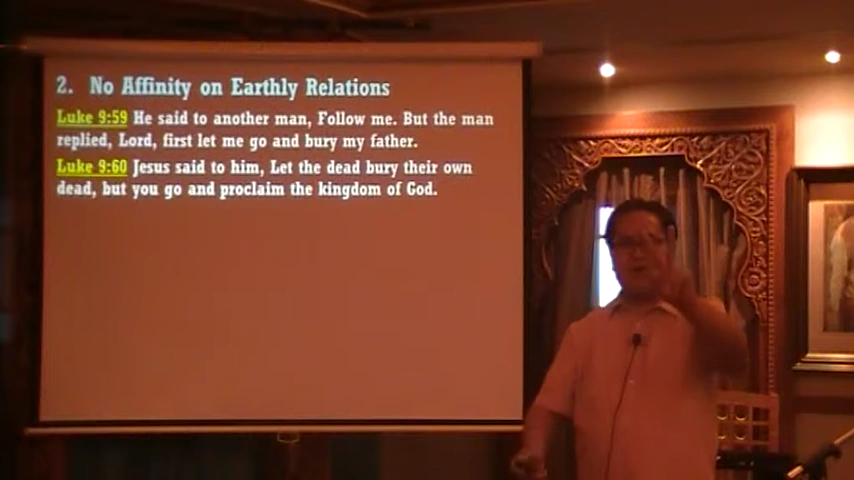 2. No Affinity on Earthly Relations
Luke 9:59 He said to another man, Follow me. But the man
replied, Lord, first let me go and bury my father.
Luke 9:60 Jesus said to him, Let the dead bury their own
dead, but you go and proclaim the kingdom of God.